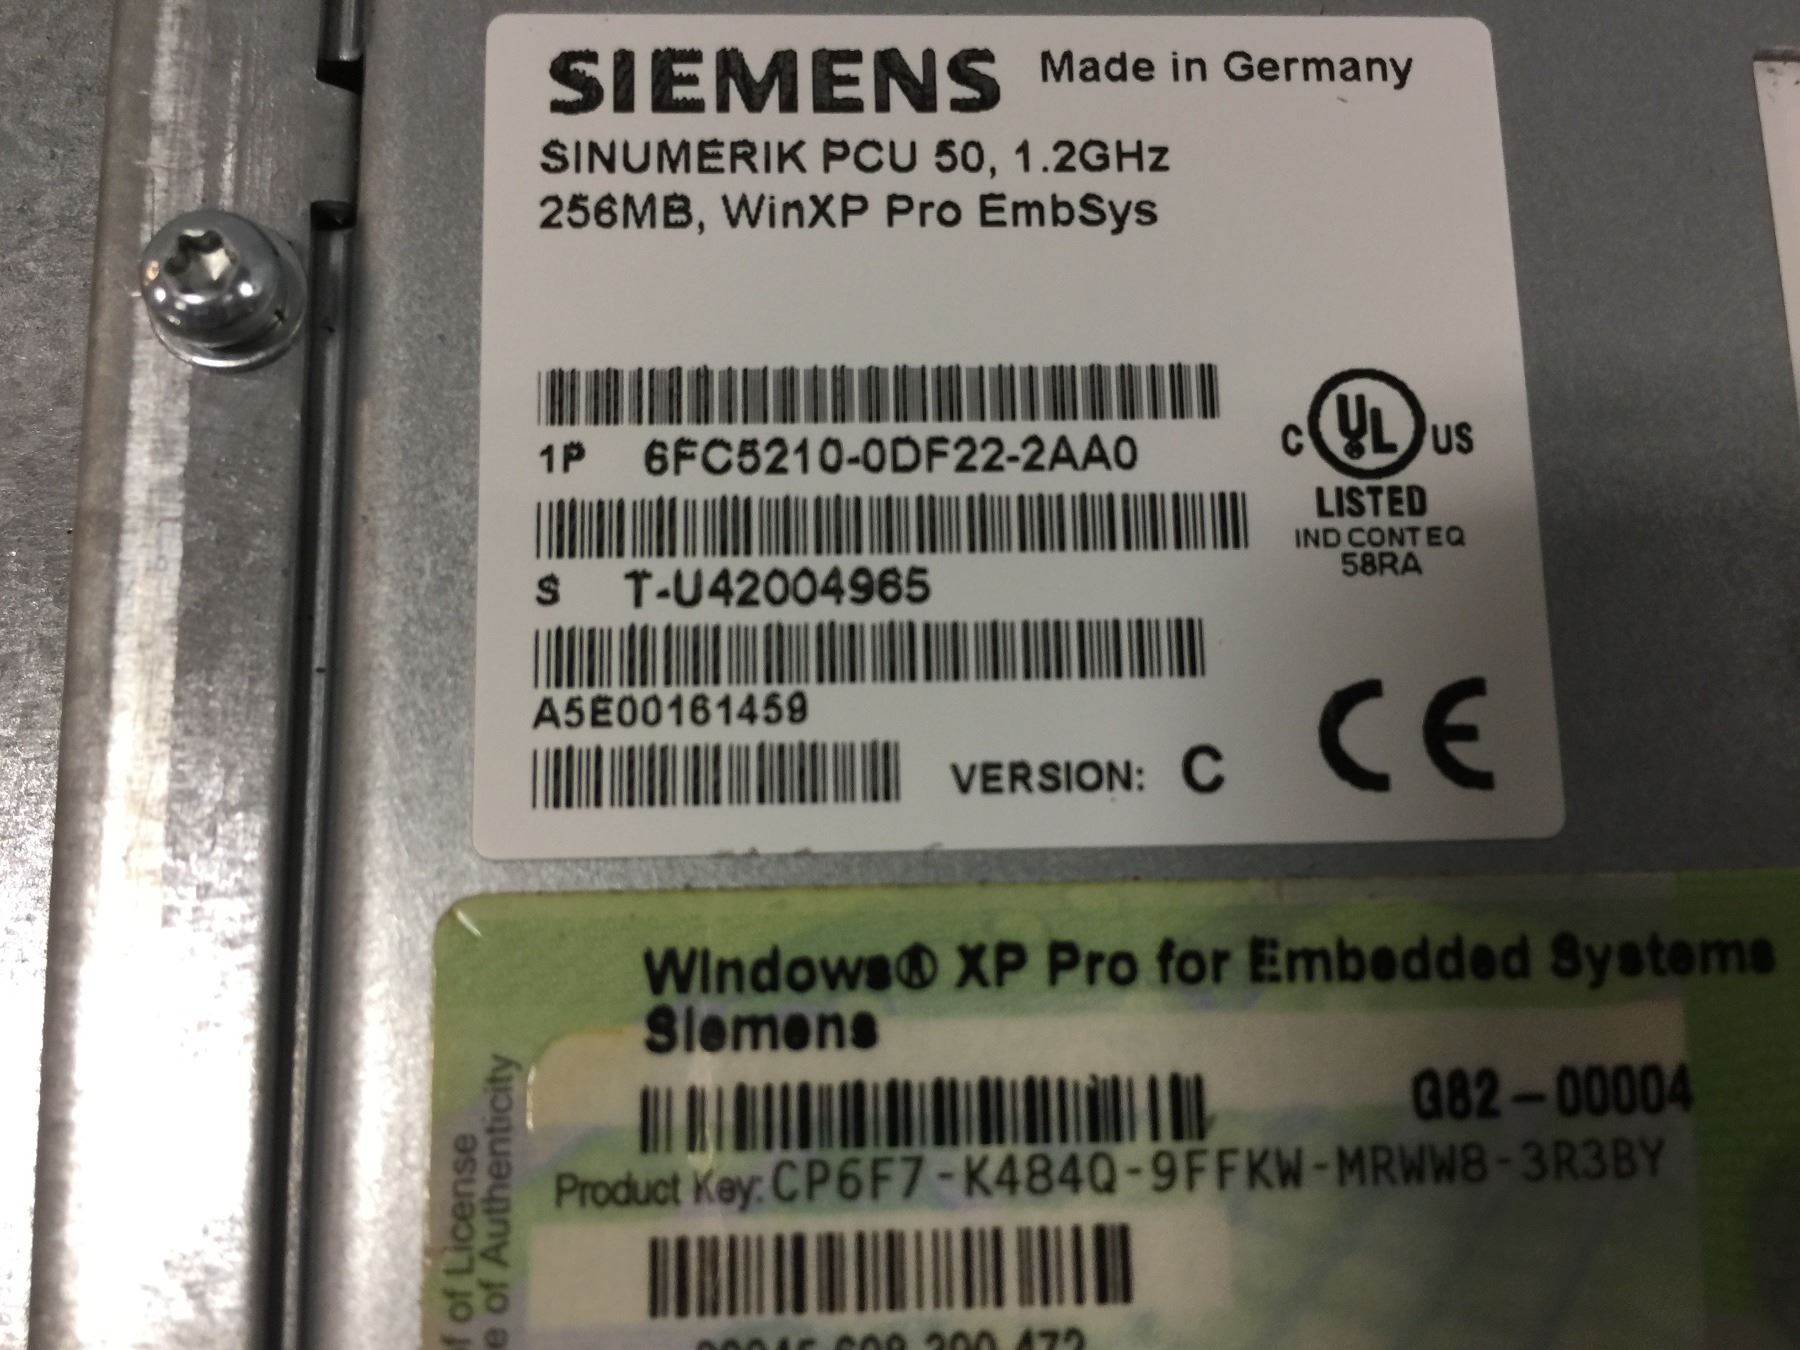 SIEMENS Made in Germany
SINUMERIK PCU 50, 1.2GHz
256MB, WinXP Pro EmbSys
1P 6FC5210-0DF22-2AA0
C UL US
LISTED
IND CONT EQ
58RA
S T-U42004965
A5E00161459
VERSION: C
CE
Windows® XP Pro for Embedded Systems
Siemens
G82-00004
Product Key: CP6F7-K484Q-9FFKW-MRWW8-3R3BY
of License
of Authenticity